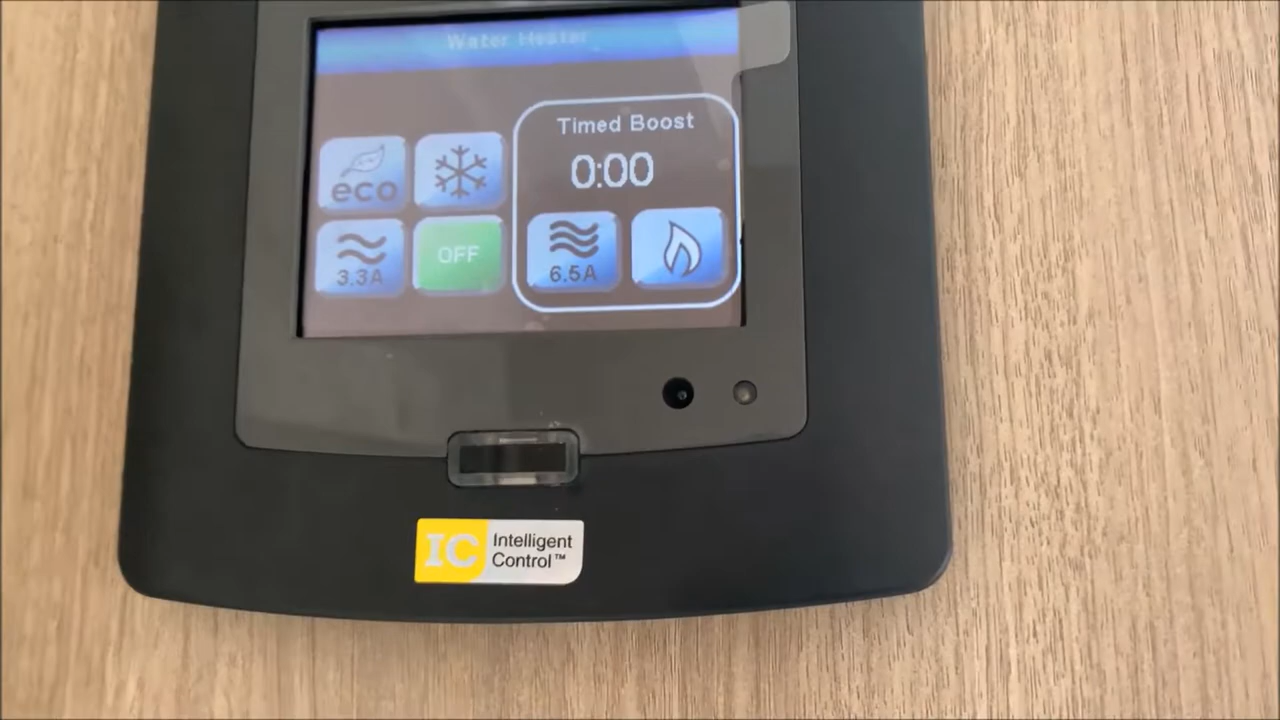 Water Heater
Timed Boost
0:00
eco
3.3A
OFF
6.5A
IC Intelligent
Control™